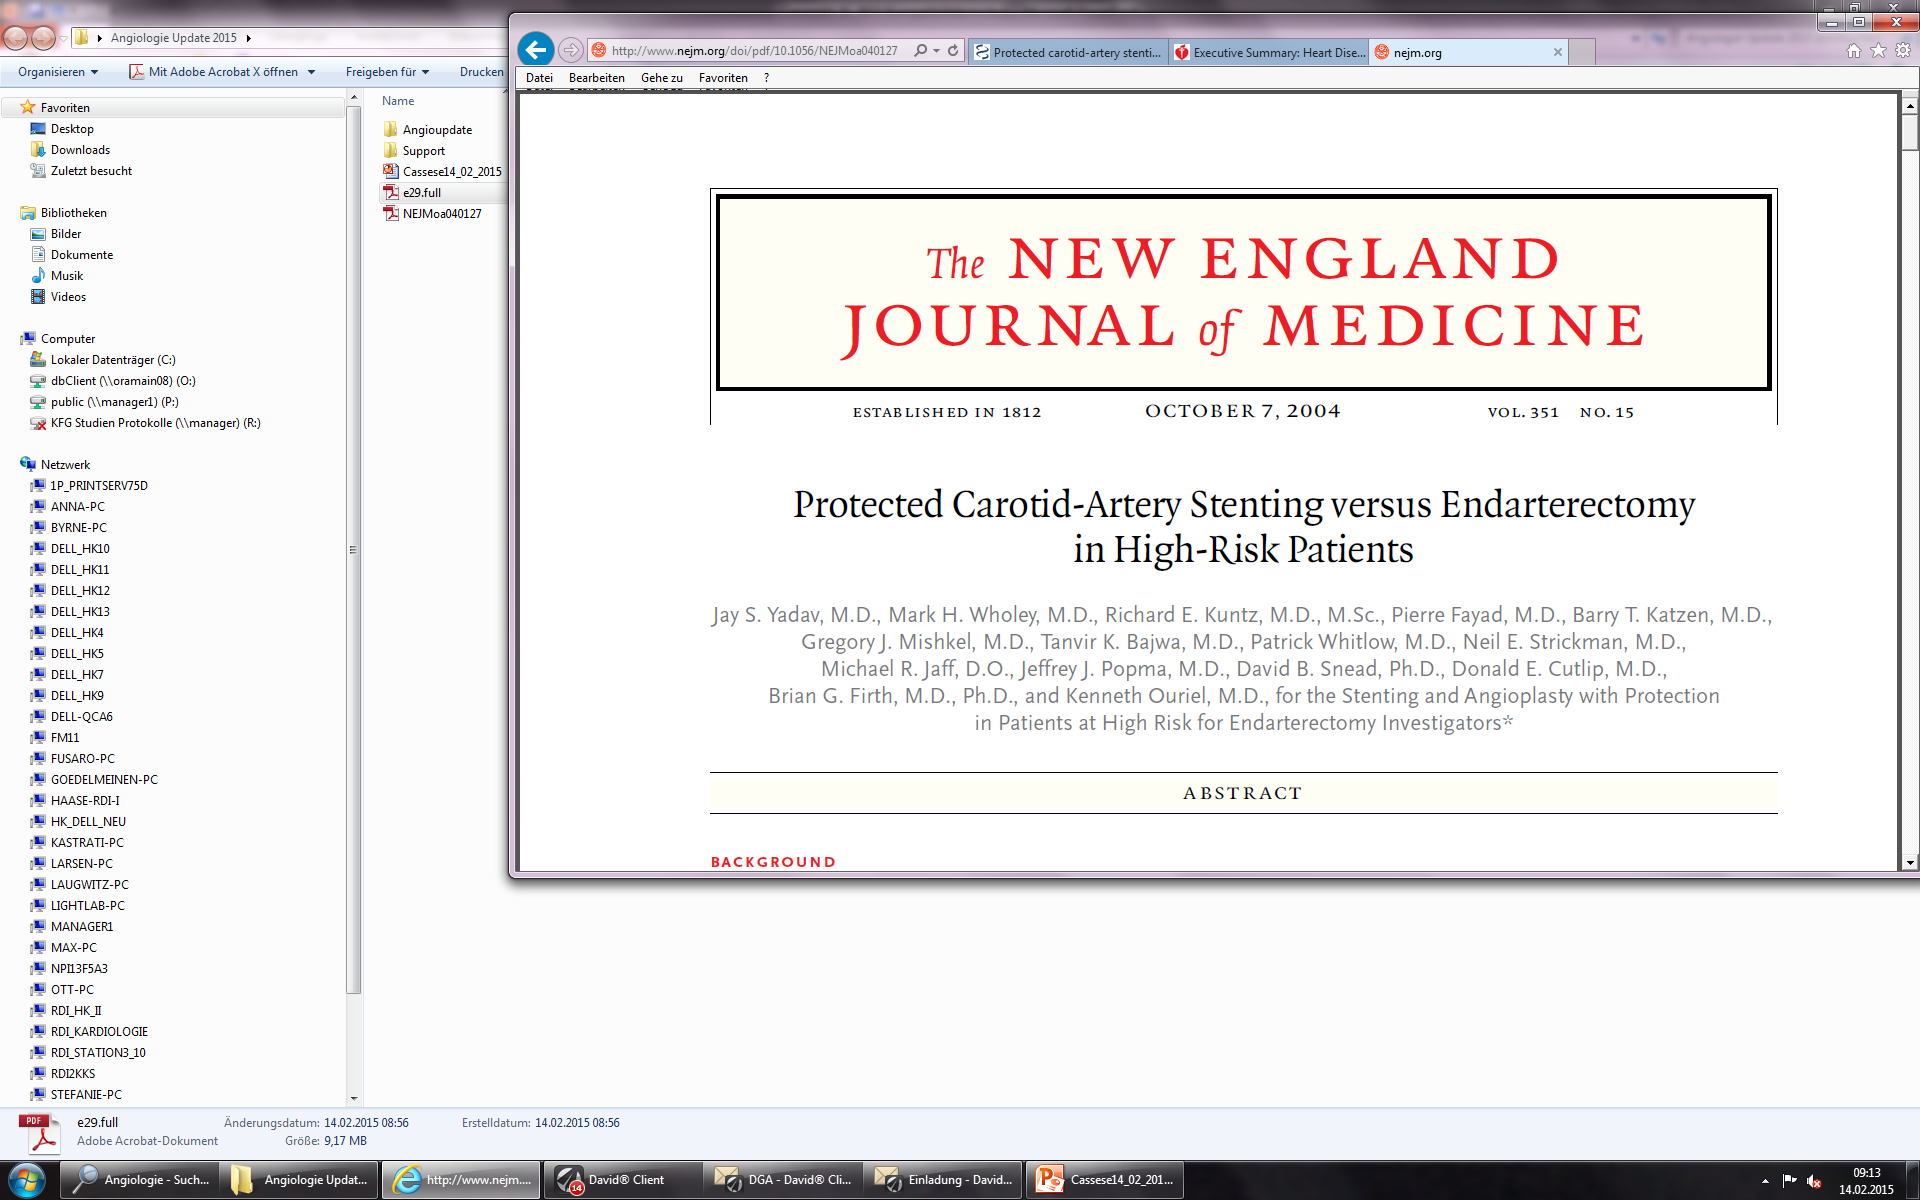 Angiologie Update 2015
Organisieren
Mit Adobe Acrobat X öffnen
Freigeben für
Drucken
Favoriten
Desktop
Downloads
Zuletzt besucht
Bibliotheken
Bilder
Dokumente
Musik
Videos
Computer
Lokaler Datenträger (C:)
dbClient (\\oramain08) (O:)
public (\\manager1) (P:)
KFG Studien Protokolle (\\manager) (R:)
Netzwerk
1P_PRINTSERV75D
ANNA-PC
BYRNE-PC
DELL_HK10
DELL_HK11
DELL_HK12
DELL_HK13
DELL_HK4
DELL_HK5
DELL_HK7
DELL_HK9
DELL-QCA6
FM11
FUSARO-PC
GOEDELMEINEN-PC
HAASE-RDI-I
HK_DELL_NEU
KASTRATI-PC
LARSEN-PC
LAUGWITZ-PC
LIGHTLAB-PC
MANAGER1
MAX-PC
NPI13F5A3
OTT-PC
RDI_HK_II
RDI_KARDIOLOGIE
RDI_STATION3_10
RDI2KKS
STEFANIE-PC
Name
Angioupdate
Support
Cassese14_02_2015
e29.full
NEJMoa040127
http://www.nejm.org/doi/pdf/10.1056/NEJMoa040127
Protected carotid-artery stenti...
Executive Summary: Heart Dise...
nejm.org
Datei Bearbeiten Gehe zu Favoriten ?
The NEW ENGLAND
JOURNAL of MEDICINE
ESTABLISHED IN 1812 OCTOBER 7, 2004 VOL. 351 NO. 15
Protected Carotid-Artery Stenting versus Endarterectomy
in High-Risk Patients
Jay S. Yadav, M.D., Mark H. Wholey, M.D., Richard E. Kuntz, M.D., M.Sc., Pierre Fayad, M.D., Barry T. Katzen, M.D.,
Gregory J. Mishkel, M.D., Tanvir K. Bajwa, M.D., Patrick Whitlow, M.D., Neil E. Strickman, M.D.,
Michael R. Jaff, D.O., Jeffrey J. Popma, M.D., David B. Snead, Ph.D., Donald E. Cutlip, M.D.,
Brian G. Firth, M.D., Ph.D., and Kenneth Ouriel, M.D., for the Stenting and Angioplasty with Protection
in Patients at High Risk for Endarterectomy Investigators*
ABSTRACT
BACKGROUND
PDF
e29.full
Adobe Acrobat-Dokument
Änderungsdatum: 14.02.2015 08:56
Größe: 9,17 MB
Erstelldatum: 14.02.2015 08:56
Angiologie - Such...
Angiologie Updat...
http://www.nejm....
14
David® Client
DGA - David® Cli...
Einladung - David...
Cassese14_02_201...
09:13
14.02.2015